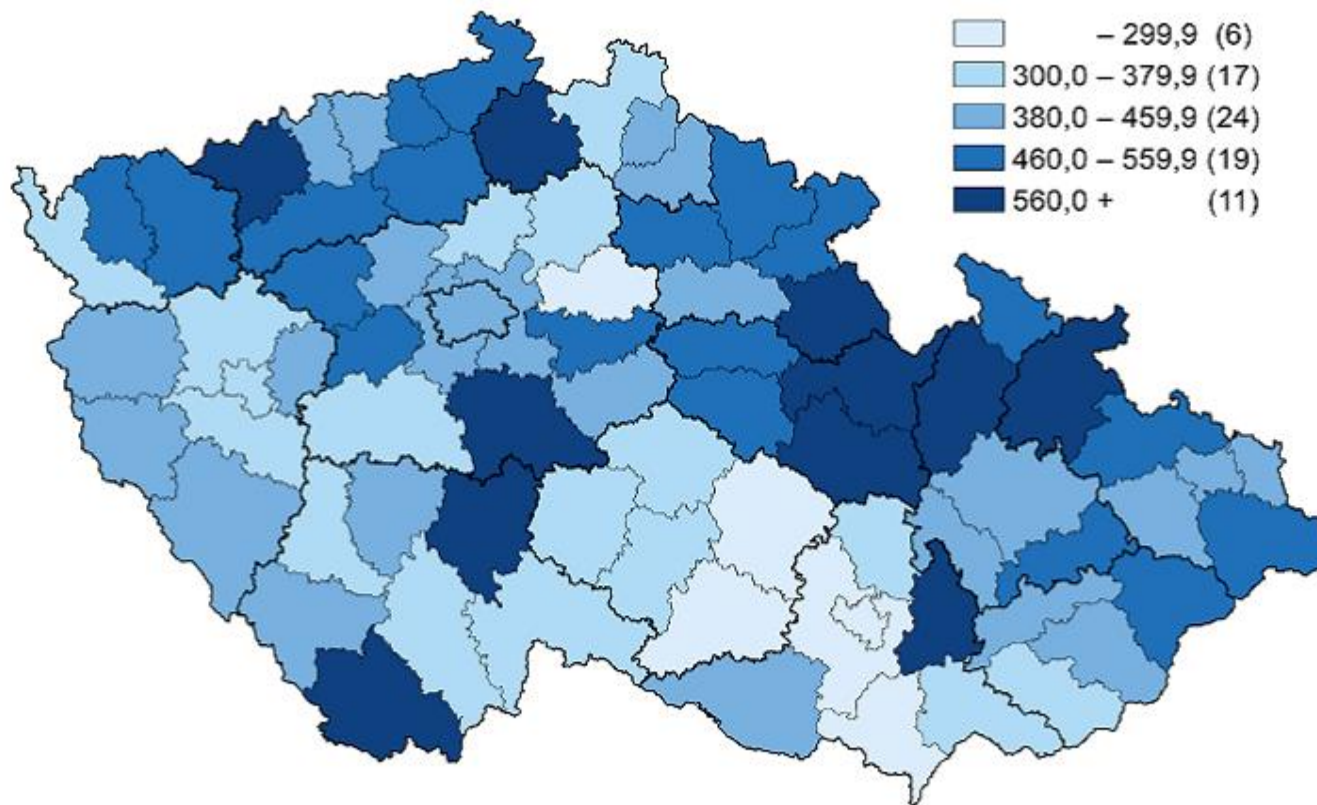 – 299,9 (6)
300,0 – 379,9 (17)
380,0 – 459,9 (24)
460,0 – 559,9 (19)
560,0 + (11)